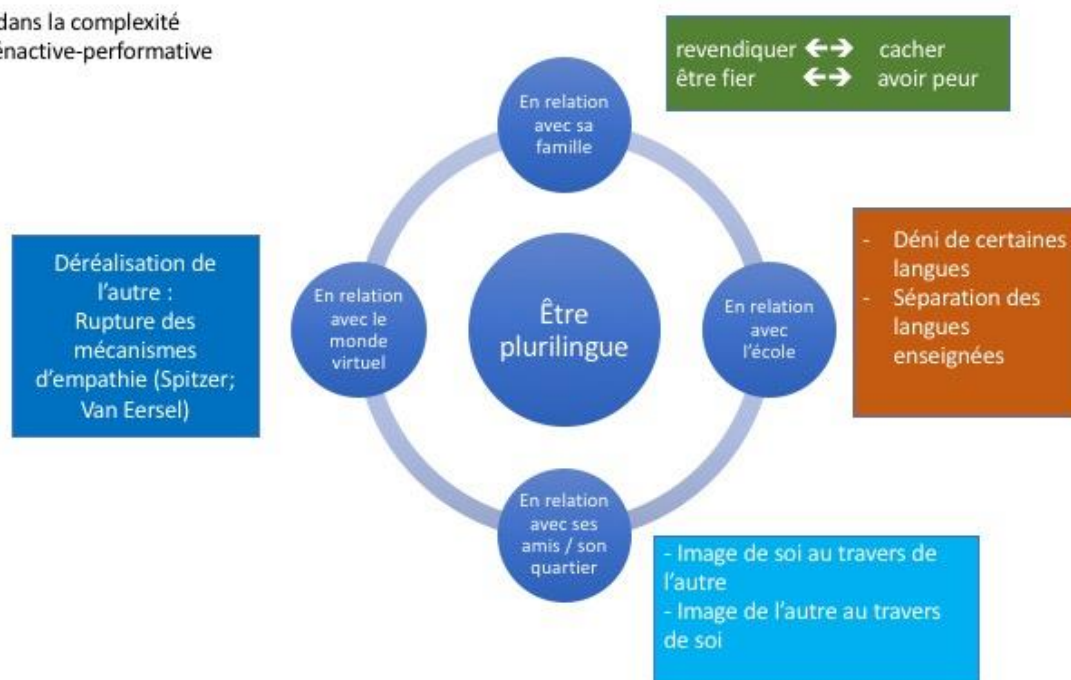 dans la complexité
énactive-performative
revendiquer ←→ cacher
être fier ←→ avoir peur
En relation
avec sa
famille
Déréalisation de
l'autre :
Rupture des
mécanismes
d'empathie (Spitzer;
Van Eersel)
En relation
avec le
monde
virtuel
Être
plurilingue
En relation
avec
l'école
- Déni de certaines
langues
- Séparation des
langues
enseignées
En relation
avec ses
amis / son
quartier
- Image de soi au travers de
l'autre
- Image de l'autre au travers
de soi